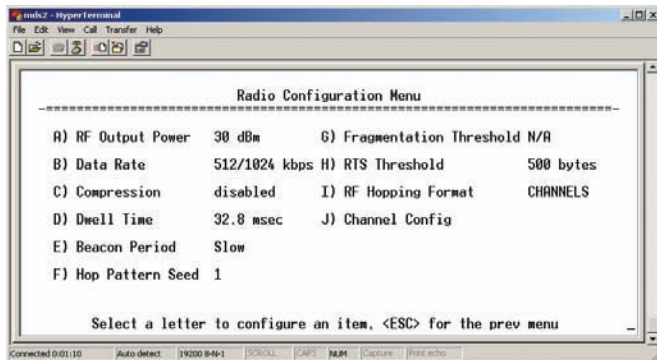 mds2 - HyperTerminal
File Edit View Call Transfer Help
Radio Configuration Menu
A) RF Output Power 30 dBm G) Fragmentation Threshold N/A
B) Data Rate 512/1024 kbps H) RTS Threshold 500 bytes
C) Compression disabled I) RF Hopping Format CHANNELS
D) Dwell Time 32.8 msec J) Channel Config
E) Beacon Period Slow
F) Hop Pattern Seed 1
Select a letter to configure an item, <ESC> for the prev menu
Connected 0:01:10 Auto detect 19200 8-N-1 SCROLL CAPS NUM Capture Print echo